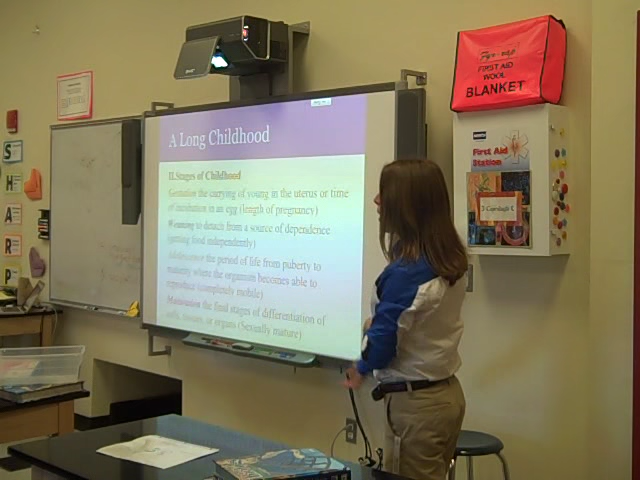 A Long Childhood
II. Stages of Childhood
Gestation the carrying of young in the uterus or time
of incubation in an egg (length of pregnancy)
Weaning to detach from a source of dependence
(getting food independently)
Adolescence the period of life from puberty to
maturity where the organism becomes able to
reproduce (completely mobile)
Maturation the final stages of differentiation of
cells, tissues, or organs (Sexually mature)
FIRST AID
WOOL
BLANKET
First Aid
Station
S
H
A
R
P